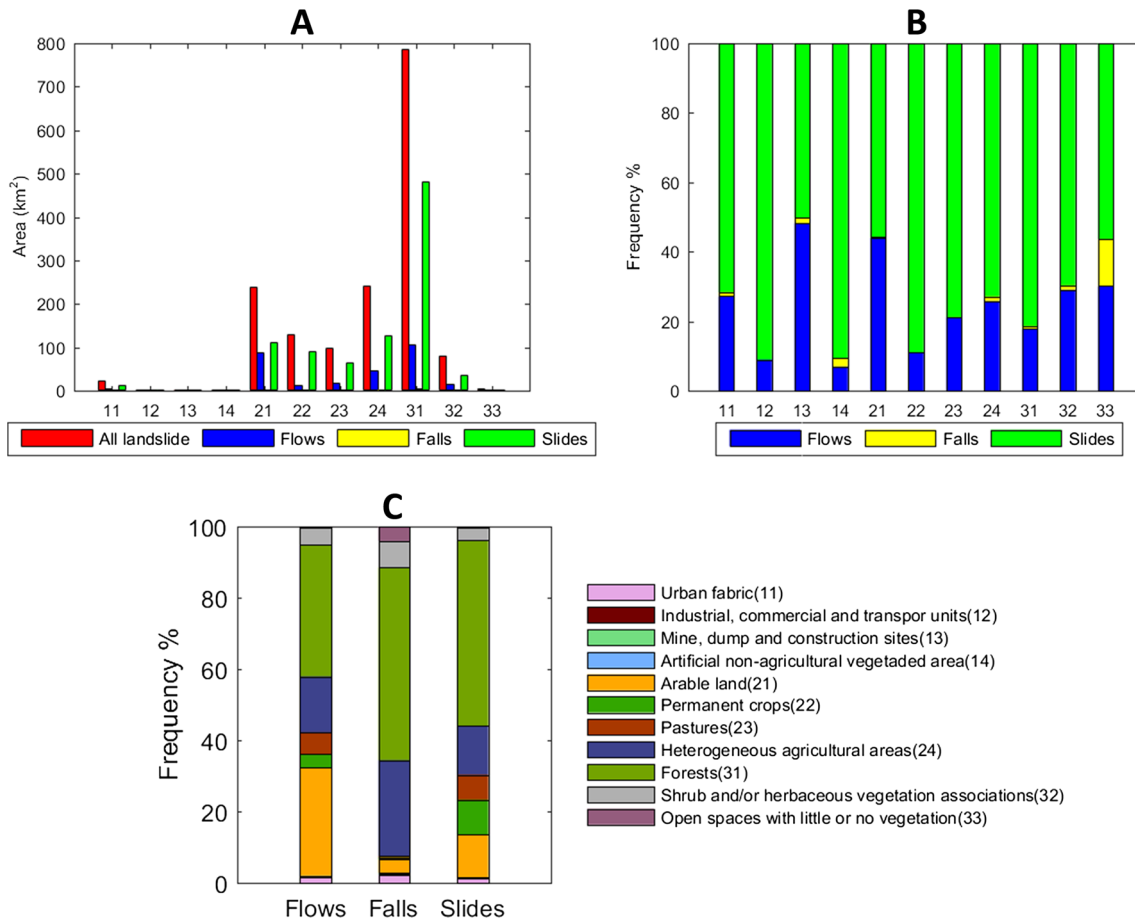 A
800
700
600
500
400
300
200
100
0
Area (km²)
11 12 13 14 21 22 23 24 31 32 33
All landslide Flows Falls Slides
B
100
80
60
40
20
0
Frequency %
11 12 13 14 21 22 23 24 31 32 33
Flows Falls Slides
C
100
80
60
40
20
0
Frequency %
Flows Falls Slides
Urban fabric(11)
Industrial, commercial and transpor units(12)
Mine, dump and construction sites(13)
Artificial non-agricultural vegetaded area(14)
Arable land(21)
Permanent crops(22)
Pastures(23)
Heterogeneous agricultural areas(24)
Forests(31)
Shrub and/or herbaceous vegetation associations(32)
Open spaces with little or no vegetation(33)